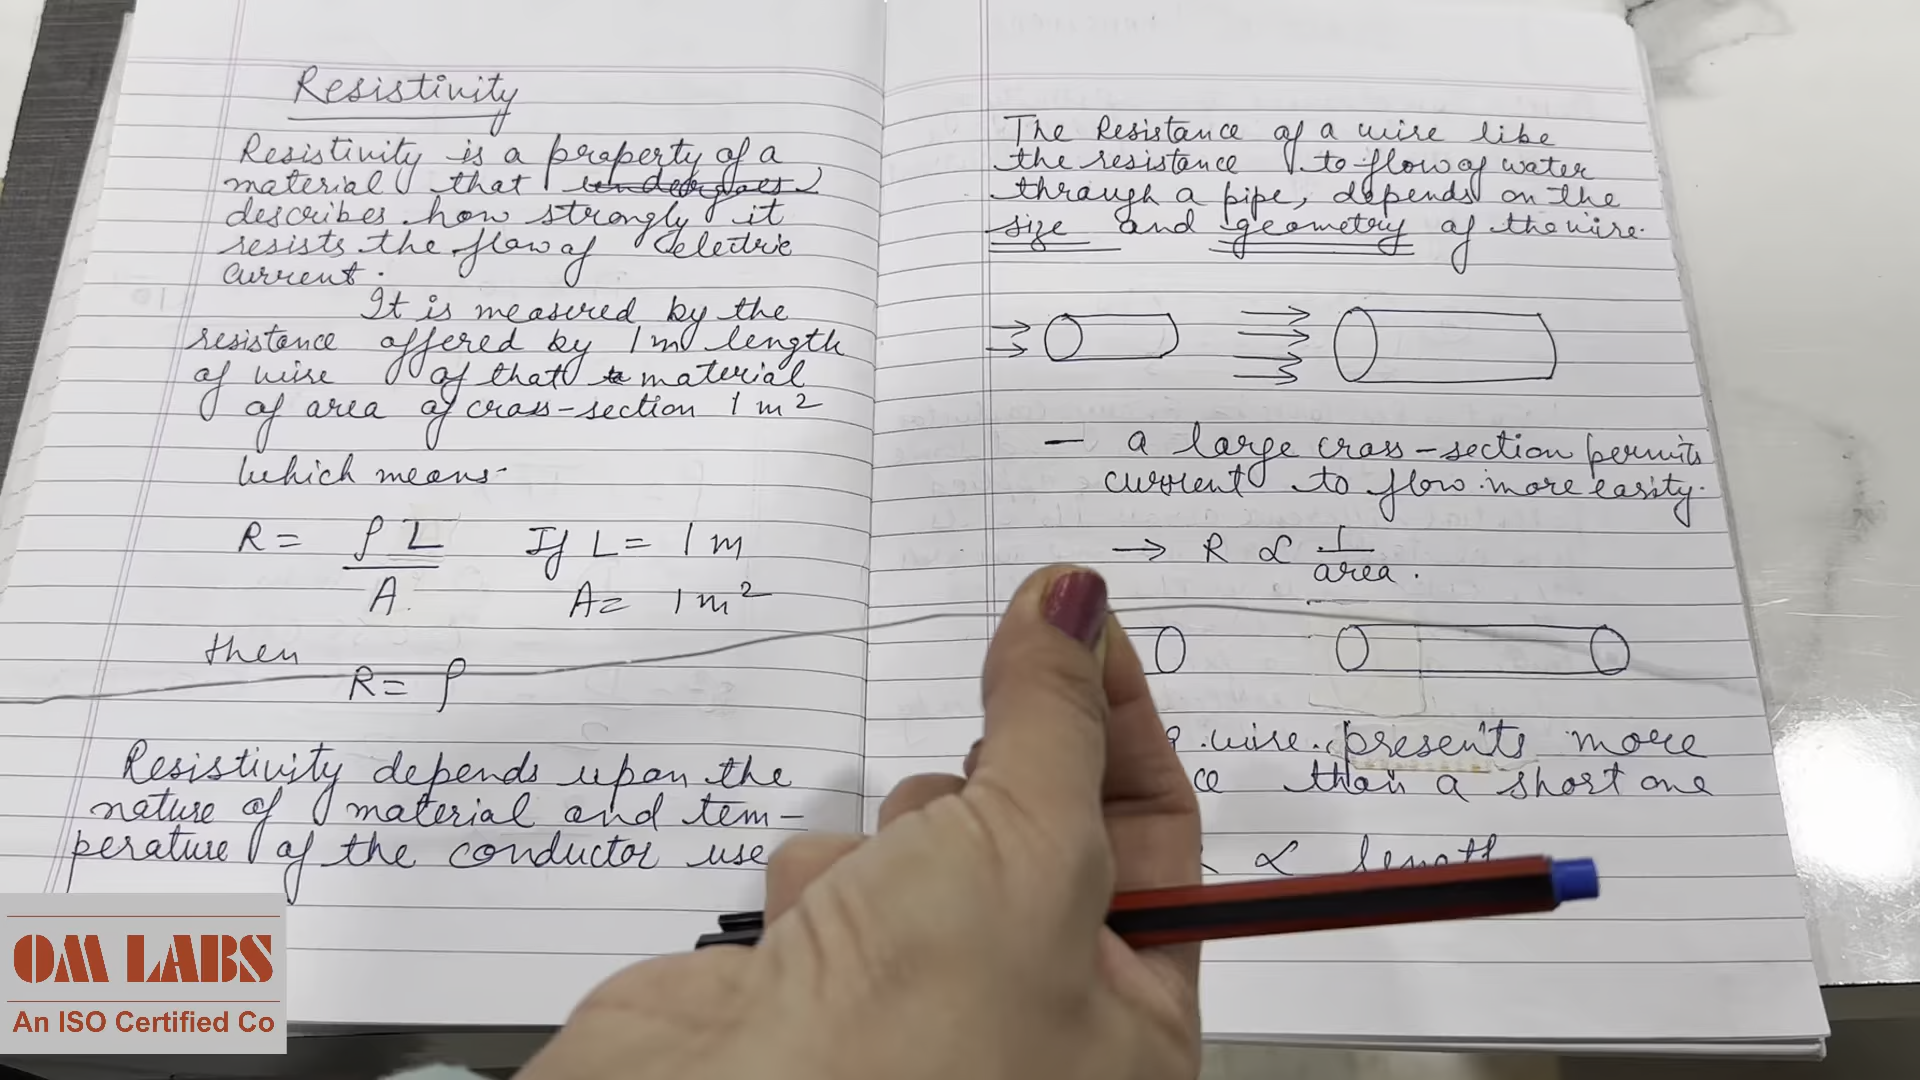 Resistivity
Resistivity is a property of a
material that
describes how strongly it
resists the flow of electric
current.
It is measured by the
resistance offered by 1m length
of wire of that material
of area of cross-section 1 m²
which means-
R = ρL/A If L = 1 m
A = 1 m²
then
R = ρ
Resistivity depends upon the
nature of material and tem-
perature of the conductor use
The Resistance of a wire like
the resistance to flow of water
through a pipe, depends on the
size and geometry of the wire.
— a large cross-section permits
current to flow more easity.
→ R ∝ 1/area.
wire presents more
than a short one
∝ length
OM LABS
An ISO Certified Co